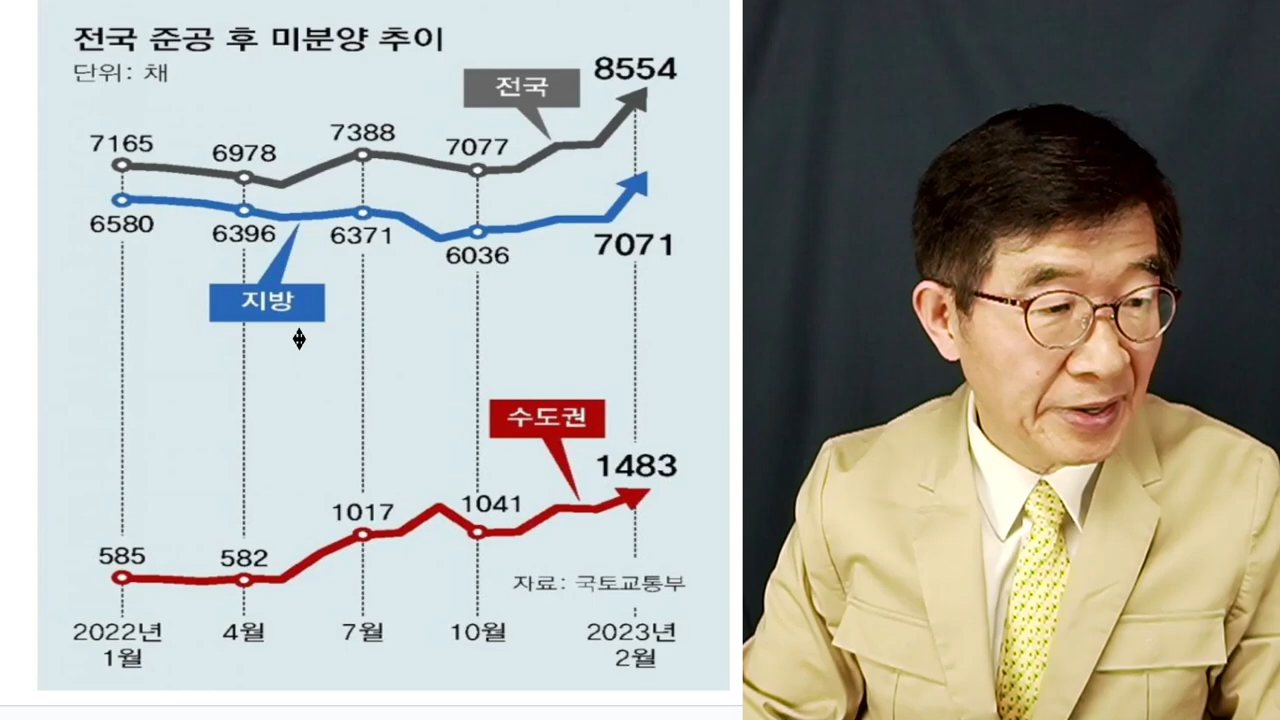 전국 준공 후 미분양 추이
단위: 채
전국
8554
7165
6978
7388
7077
6580
6396
6371
6036
7071
지방
수도권
1483
585
582
1017
1041
자료: 국토교통부
2022년
1월
4월
7월
10월
2023년
2월